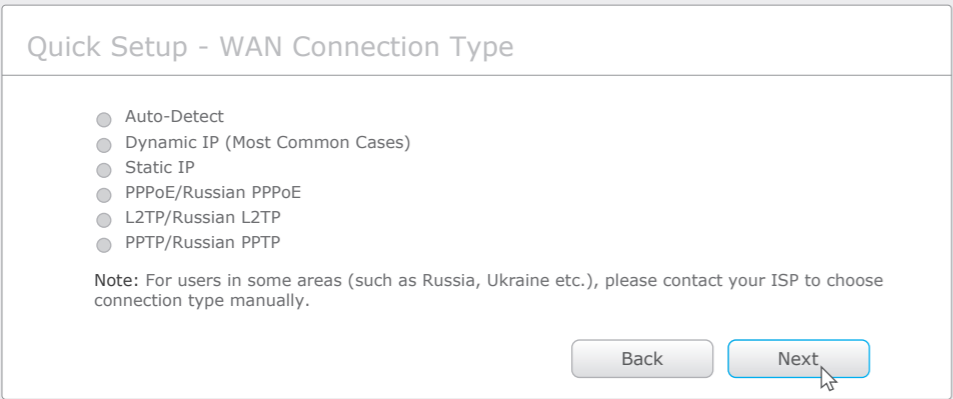 Quick Setup - WAN Connection Type
Auto-Detect
Dynamic IP (Most Common Cases)
Static IP
PPPoE/Russian PPPoE
L2TP/Russian L2TP
PPTP/Russian PPTP
Note: For users in some areas (such as Russia, Ukraine etc.), please contact your ISP to choose
connection type manually.
Back Next